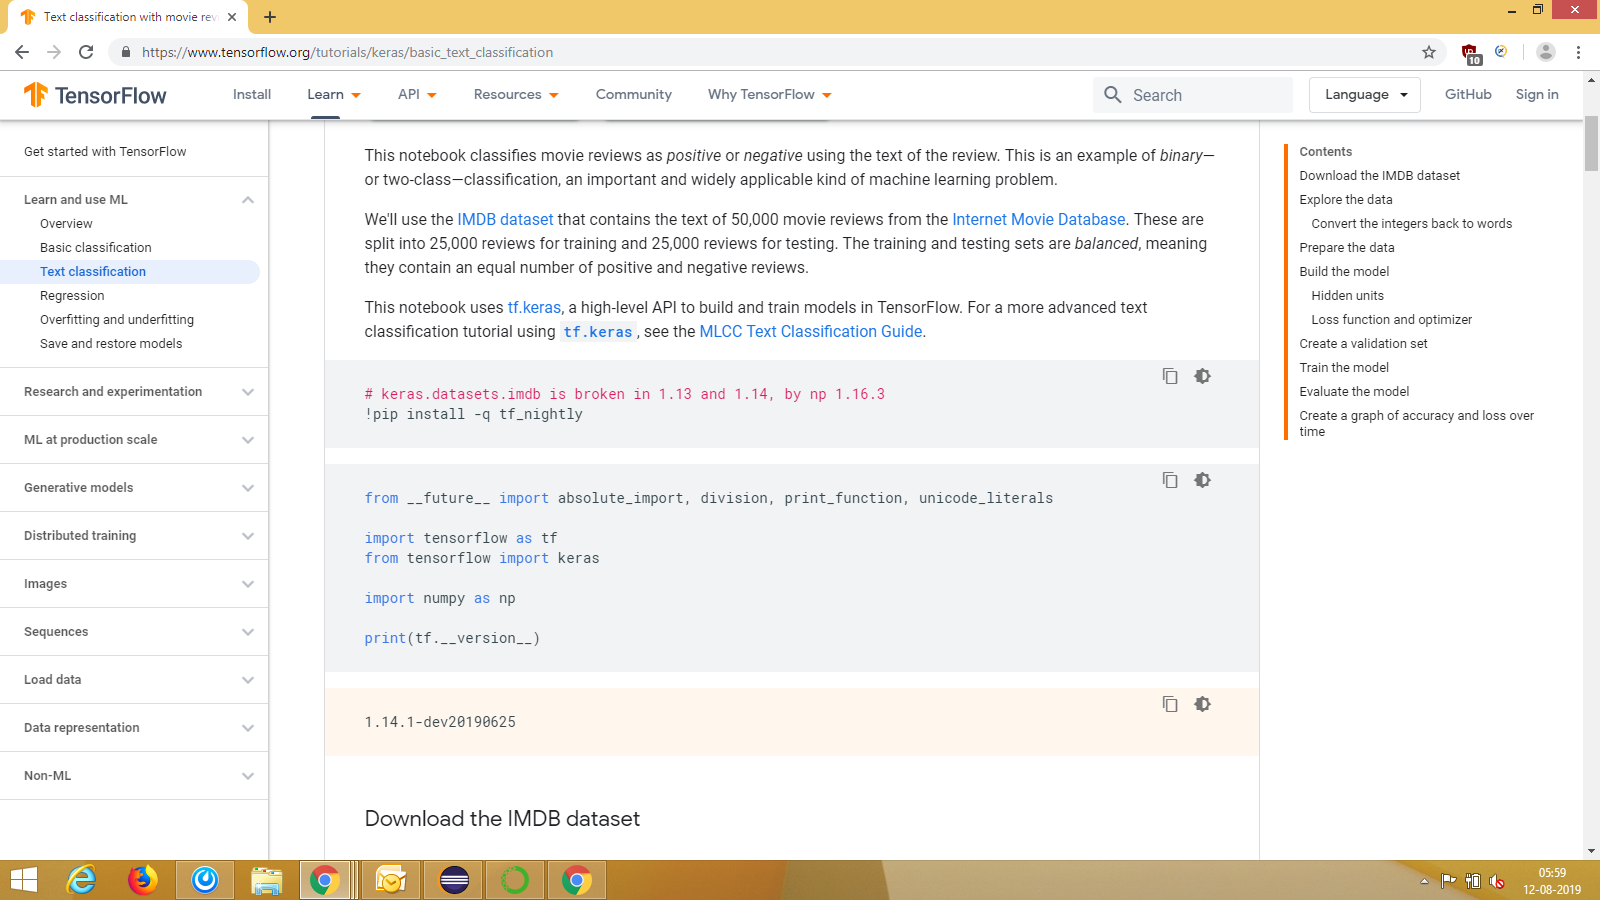 Text classification with movie rev
https://www.tensorflow.org/tutorials/keras/basic_text_classification
10
TensorFlow
Install
Learn
API
Resources
Community
Why TensorFlow
Search
Language
GitHub
Sign in
Get started with TensorFlow
Learn and use ML
Overview
Basic classification
Text classification
Regression
Overfitting and underfitting
Save and restore models
Research and experimentation
ML at production scale
Generative models
Distributed training
Images
Sequences
Load data
Data representation
Non-ML
This notebook classifies movie reviews as positive or negative using the text of the review. This is an example of binary—
or two-class—classification, an important and widely applicable kind of machine learning problem.
We'll use the IMDB dataset that contains the text of 50,000 movie reviews from the Internet Movie Database. These are
split into 25,000 reviews for training and 25,000 reviews for testing. The training and testing sets are balanced, meaning
they contain an equal number of positive and negative reviews.
This notebook uses tf.keras, a high-level API to build and train models in TensorFlow. For a more advanced text
classification tutorial using tf.keras, see the MLCC Text Classification Guide.
# keras.datasets.imdb is broken in 1.13 and 1.14, by np 1.16.3
!pip install -q tf_nightly
from __future__ import absolute_import, division, print_function, unicode_literals
import tensorflow as tf
from tensorflow import keras
import numpy as np
print(tf.__version__)
1.14.1-dev20190625
Download the IMDB dataset
Contents
Download the IMDB dataset
Explore the data
Convert the integers back to words
Prepare the data
Build the model
Hidden units
Loss function and optimizer
Create a validation set
Train the model
Evaluate the model
Create a graph of accuracy and loss over
time
05:59
12-08-2019